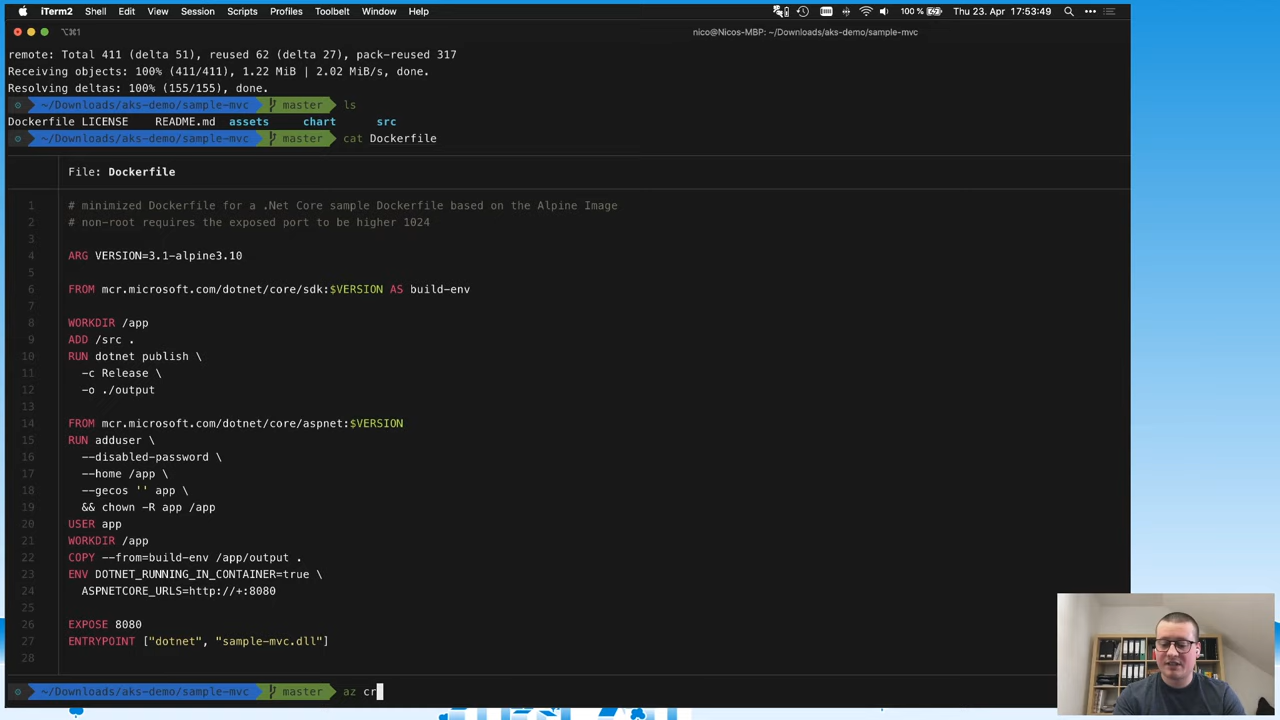 iTerm2 Shell Edit View Session Scripts Profiles Toolbelt Window Help 100 % Thu 23. Apr 17:53:49
⌥⌘1 nico@Nicos-MBP: ~/Downloads/aks-demo/sample-mvc
remote: Total 411 (delta 51), reused 62 (delta 27), pack-reused 317
Receiving objects: 100% (411/411), 1.22 MiB | 2.02 MiB/s, done.
Resolving deltas: 100% (155/155), done.
~/Downloads/aks-demo/sample-mvc master ls
Dockerfile LICENSE README.md assets chart src
~/Downloads/aks-demo/sample-mvc master cat Dockerfile
File: Dockerfile
1 # minimized Dockerfile for a .Net Core sample Dockerfile based on the Alpine Image
2 # non-root requires the exposed port to be higher 1024
3
4 ARG VERSION=3.1-alpine3.10
5
6 FROM mcr.microsoft.com/dotnet/core/sdk:$VERSION AS build-env
7
8 WORKDIR /app
9 ADD /src .
10 RUN dotnet publish \
11 -c Release \
12 -o ./output
13
14 FROM mcr.microsoft.com/dotnet/core/aspnet:$VERSION
15 RUN adduser \
16 --disabled-password \
17 --home /app \
18 --gecos '' app \
19 && chown -R app /app
20 USER app
21 WORKDIR /app
22 COPY --from=build-env /app/output .
23 ENV DOTNET_RUNNING_IN_CONTAINER=true \
24 ASPNETCORE_URLS=http://+:8080
25
26 EXPOSE 8080
27 ENTRYPOINT ["dotnet", "sample-mvc.dll"]
28
~/Downloads/aks-demo/sample-mvc master az cr